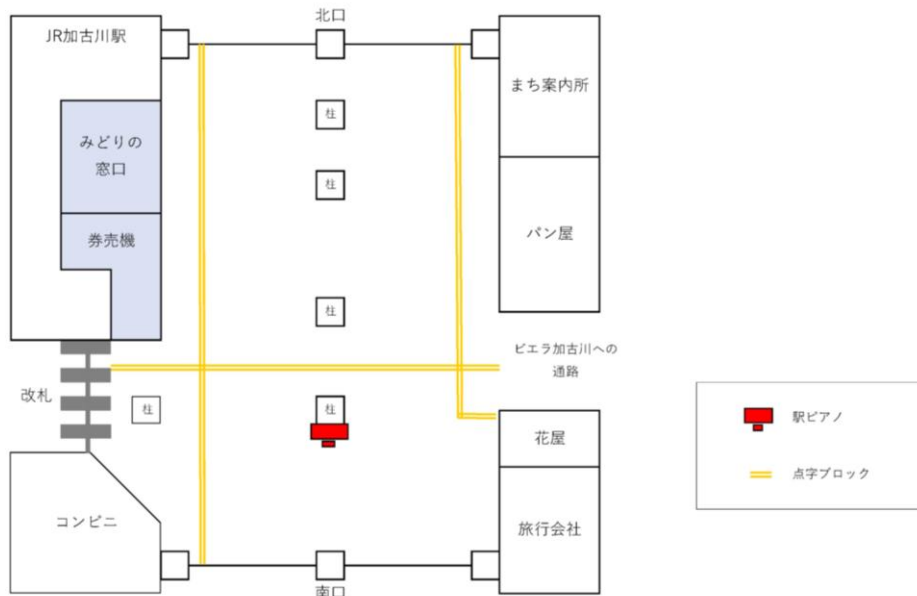 北口
JR加古川駅
まち案内所
柱
みどりの
窓口
柱
パン屋
券売機
柱
ビエラ加古川への
通路
改札
柱
柱
花屋
駅ピアノ
点字ブロック
コンビニ
旅行会社
南口